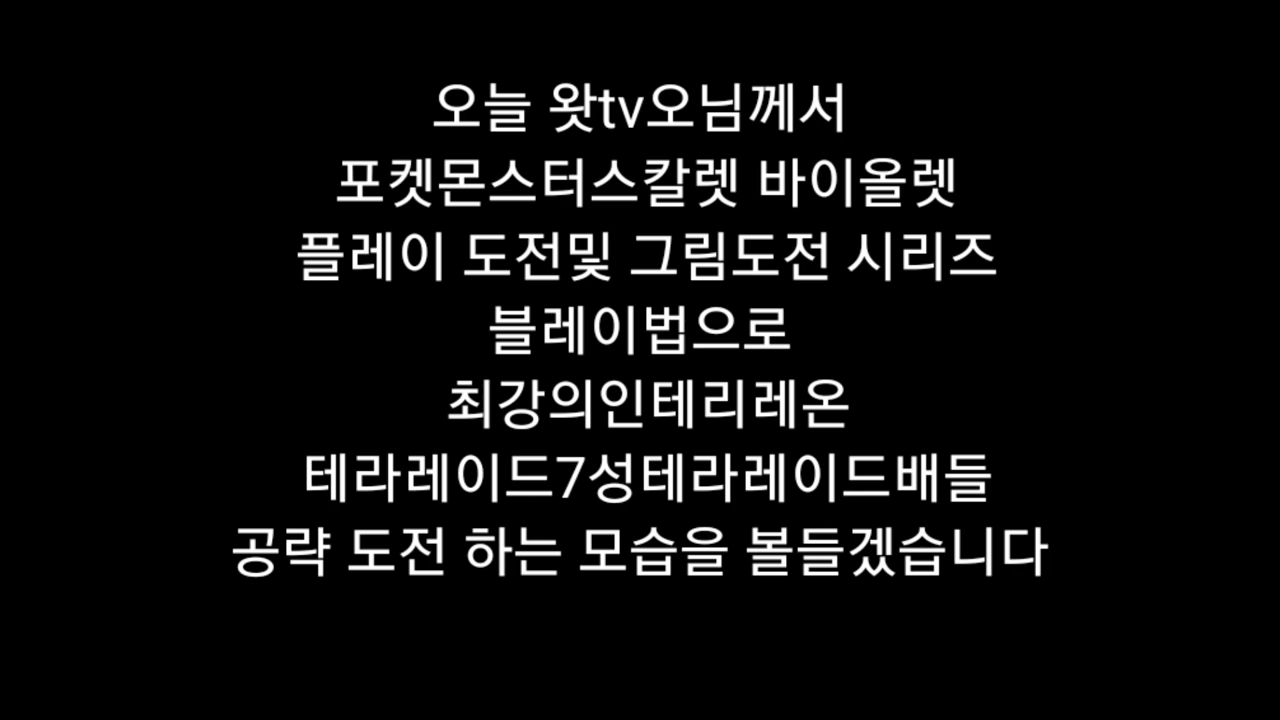 오늘 왓tv오님께서
포켓몬스터스칼렛 바이올렛
플레이 도전및 그림도전 시리즈
블레이법으로
최강의인테리레온
테라레이드7성테라레이드배들
공략 도전 하는 모습을 볼들겠습니다